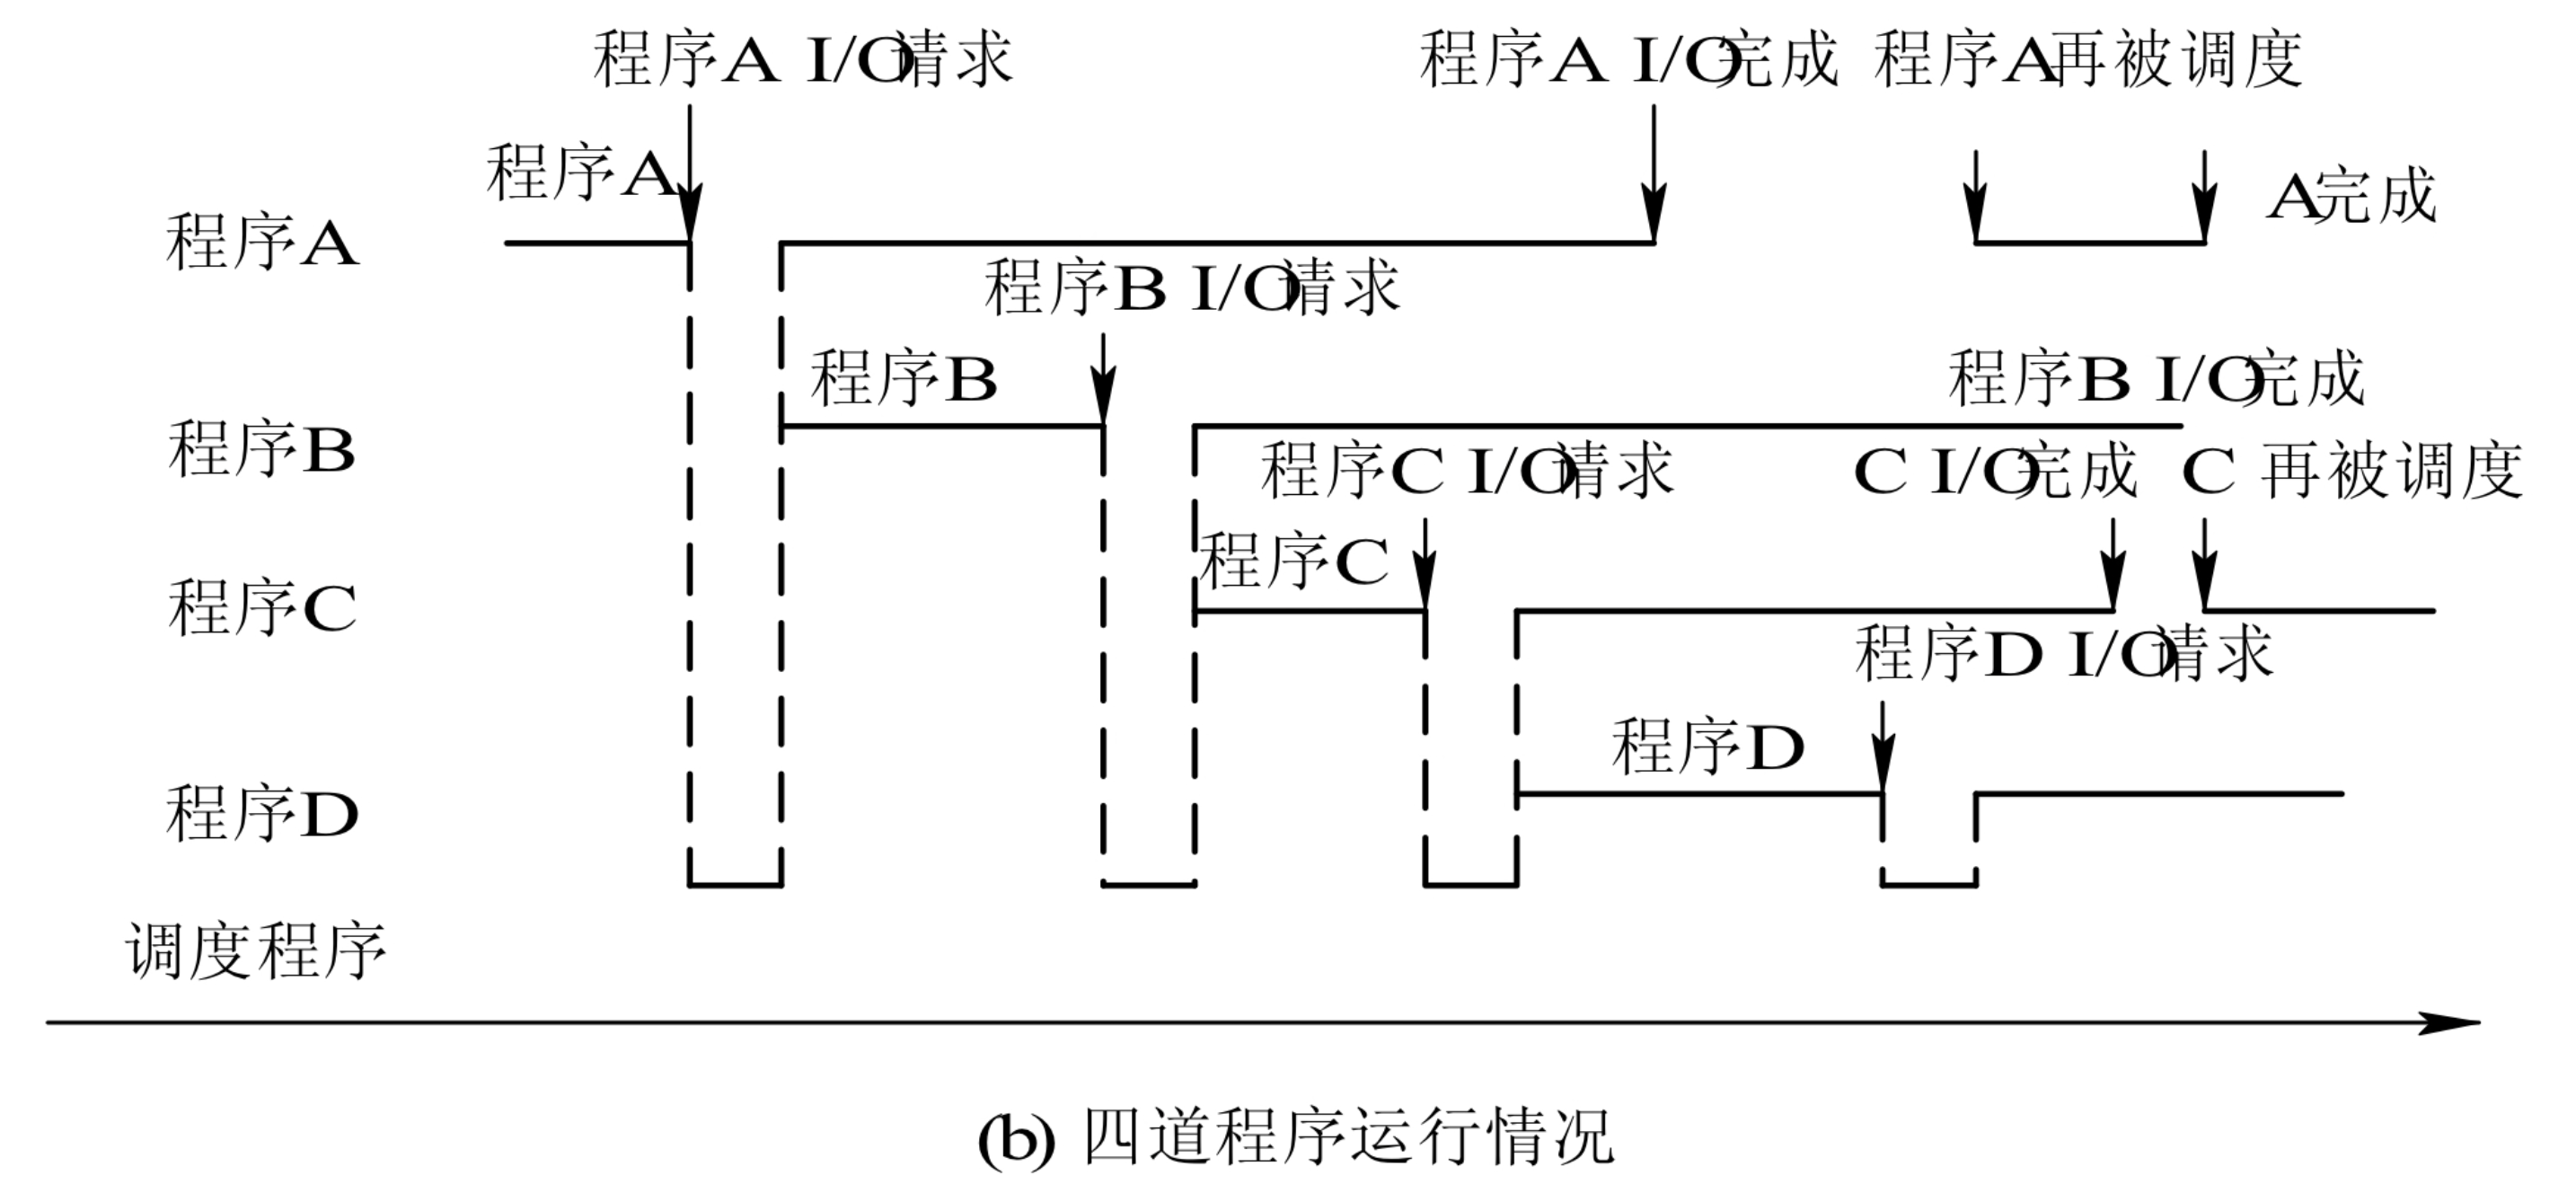 程序A I/O请求
程序A I/O完成
程序A再被调度
程序A
A完成
程序A
程序B I/O请求
程序B
程序B I/O完成
程序B
程序C I/O请求
C I/O完成
C 再被调度
程序C
程序C
程序D I/O请求
程序D
程序D
调度程序
(b) 四道程序运行情况